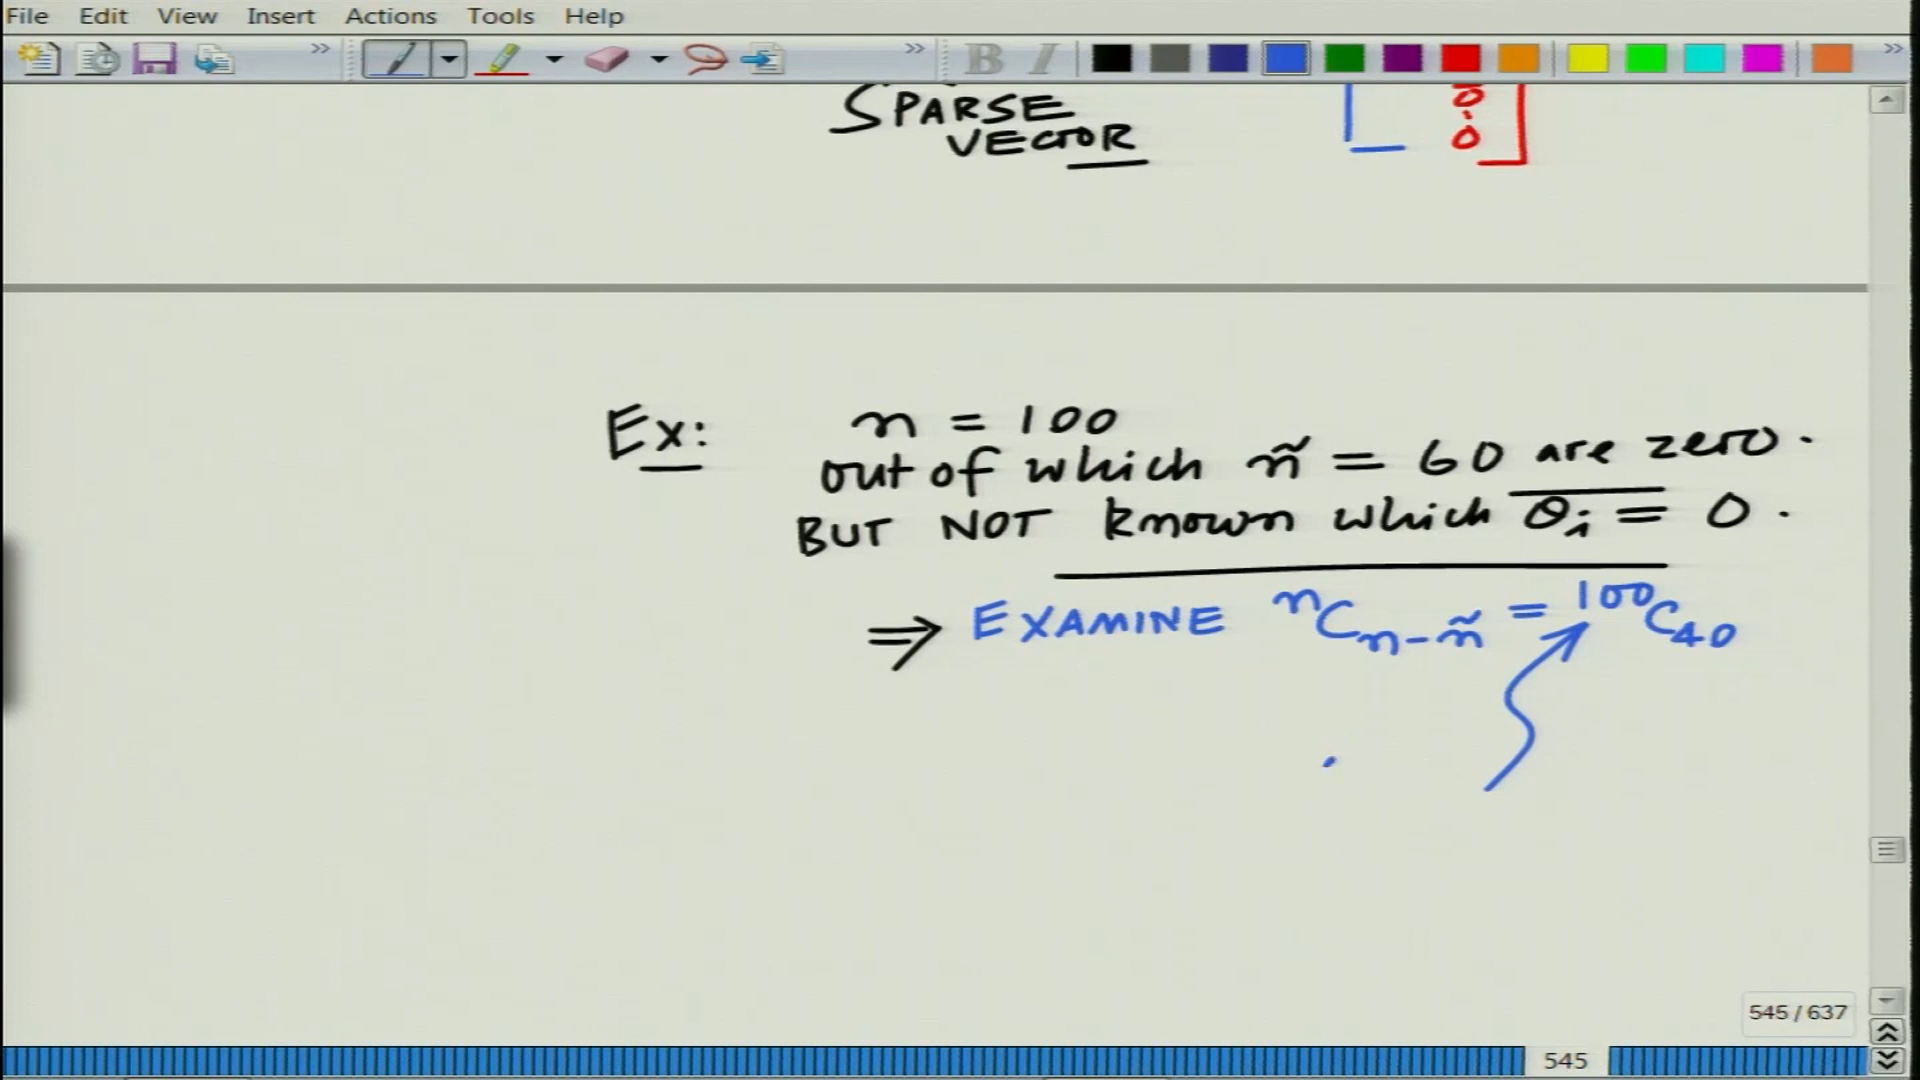 File Edit View Insert Actions Tools Help
B I
SPARSE
VECTOR
0
0
Ex: n = 100
out of which ñ = 60 are zero.
BUT NOT known which θi = 0.
⇒ EXAMINE ⁿC n-ñ = ¹⁰⁰C₄₀
545 / 637
545